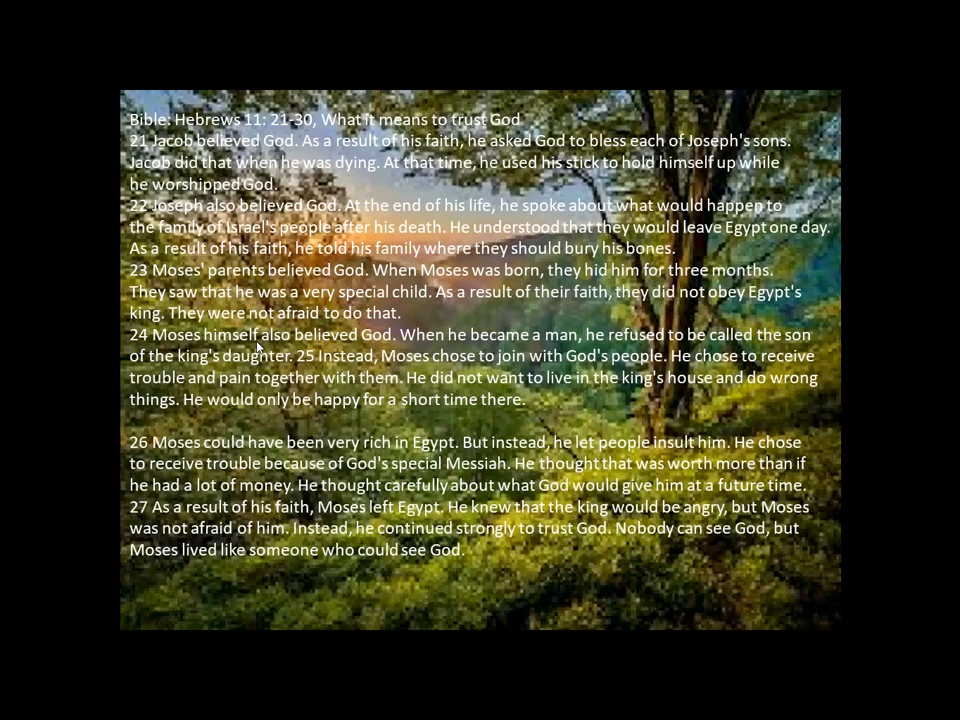 Bible: Hebrews 11: 21-30, What it means to trust God
21 Jacob believed God. As a result of his faith, he asked God to bless each of Joseph's sons.
Jacob did that when he was dying. At that time, he used his stick to hold himself up while
he worshipped God.
22 Joseph also believed God. At the end of his life, he spoke about what would happen to
the family of Israel's people after his death. He understood that they would leave Egypt one day.
As a result of his faith, he told his family where they should bury his bones.
23 Moses' parents believed God. When Moses was born, they hid him for three months.
They saw that he was a very special child. As a result of their faith, they did not obey Egypt's
king. They were not afraid to do that.
24 Moses himself also believed God. When he became a man, he refused to be called the son
of the king's daughter. 25 Instead, Moses chose to join with God's people. He chose to receive
trouble and pain together with them. He did not want to live in the king's house and do wrong
things. He would only be happy for a short time there.
26 Moses could have been very rich in Egypt. But instead, he let people insult him. He chose
to receive trouble because of God's special Messiah. He thought that was worth more than if
he had a lot of money. He thought carefully about what God would give him at a future time.
27 As a result of his faith, Moses left Egypt. He knew that the king would be angry, but Moses
was not afraid of him. Instead, he continued strongly to trust God. Nobody can see God, but
Moses lived like someone who could see God.